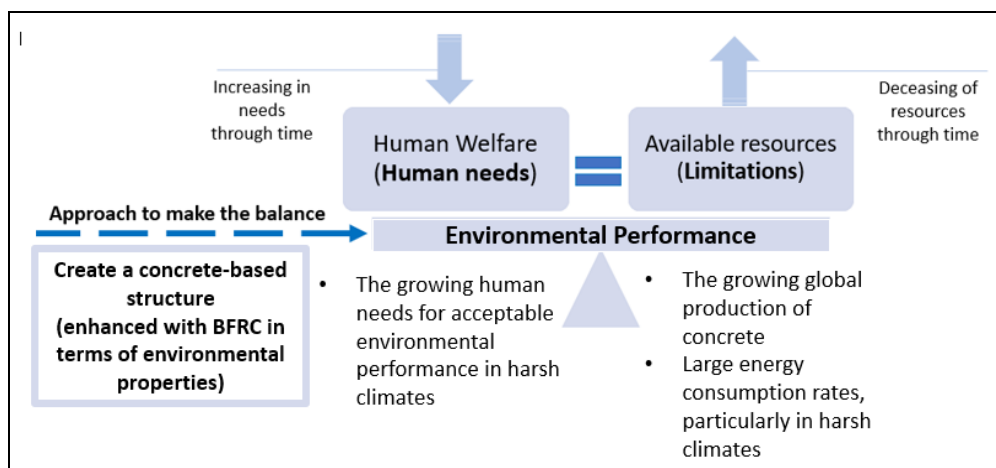 Increasing in
needs
through time
Deceasing of
resources
through time
Human Welfare
(Human needs)
Available resources
(Limitations)
Approach to make the balance
Environmental Performance
Create a concrete-based
structure
(enhanced with BFRC in
terms of environmental
properties)
• The growing human
needs for acceptable
environmental
performance in harsh
climates
• The growing global
production of
concrete
• Large energy
consumption rates,
particularly in harsh
climates